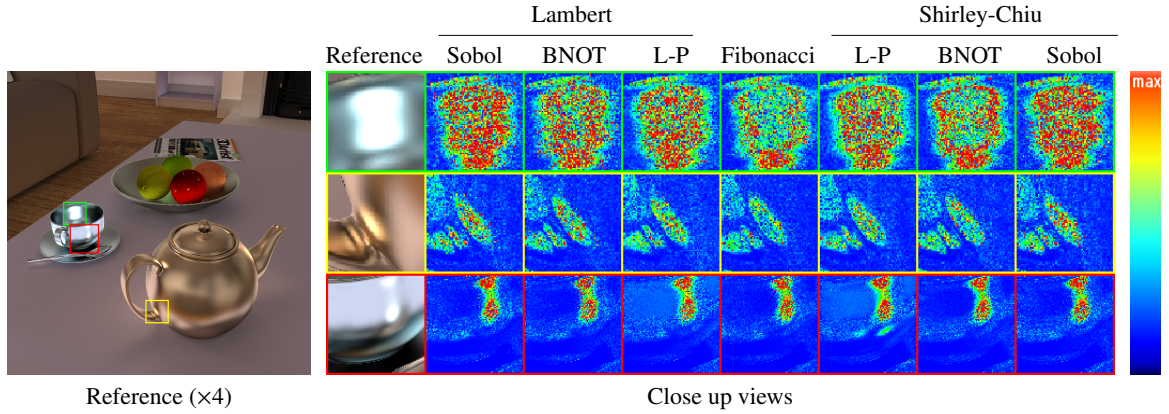 Lambert Shirley-Chiu
Reference Sobol BNOT L-P Fibonacci L-P BNOT Sobol
max
Reference (×4) Close up views